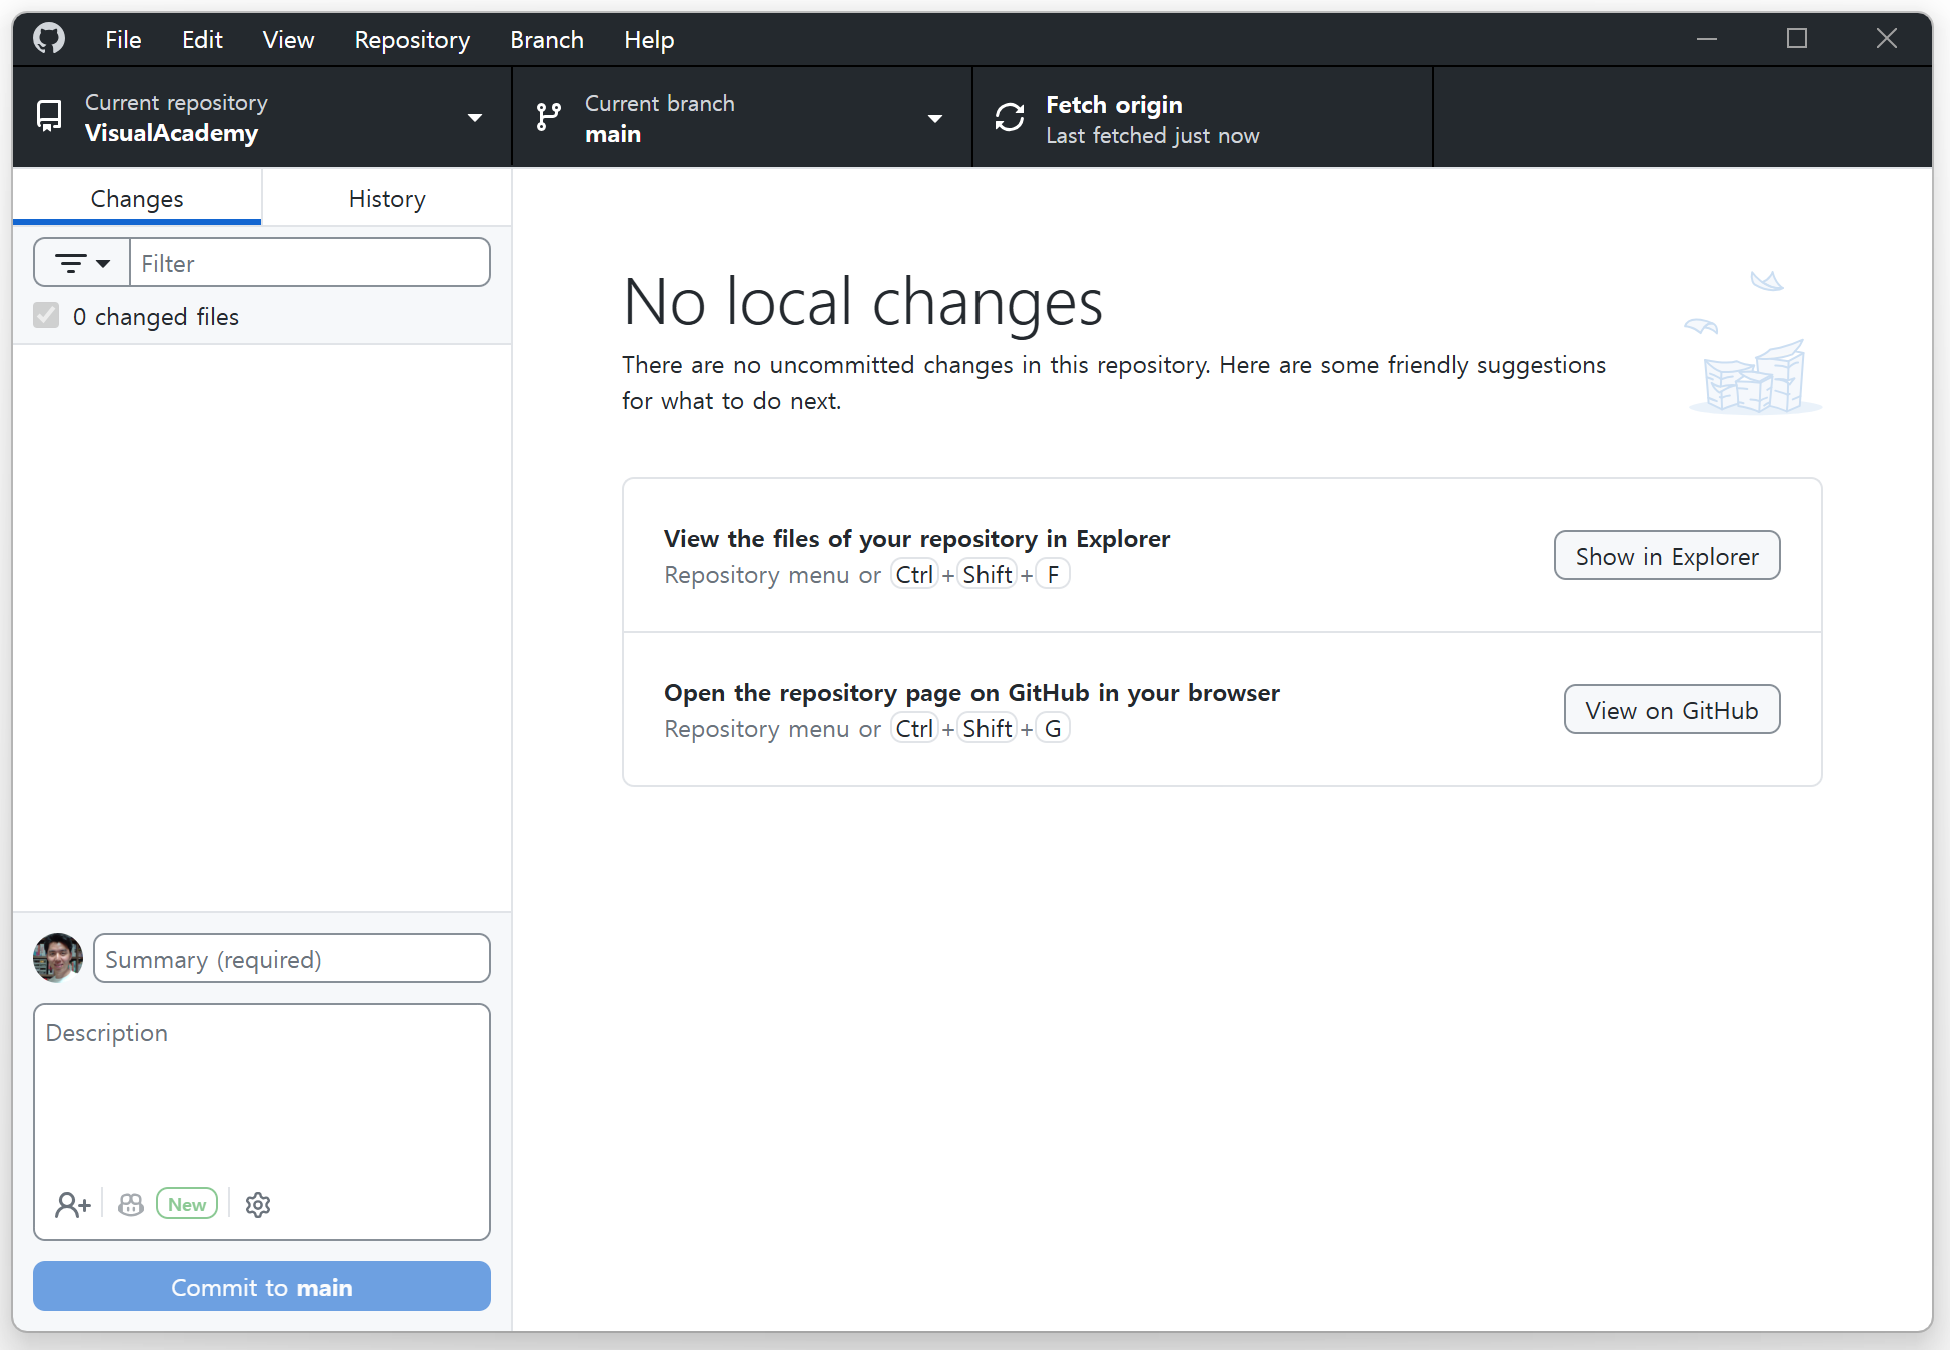 File Edit View Repository Branch Help
Current repository
VisualAcademy
Current branch
main
Fetch origin
Last fetched just now
Changes
History
Filter
0 changed files
No local changes
There are no uncommitted changes in this repository. Here are some friendly suggestions
for what to do next.
View the files of your repository in Explorer
Repository menu or Ctrl+Shift+F
Show in Explorer
Open the repository page on GitHub in your browser
Repository menu or Ctrl+Shift+G
View on GitHub
Summary (required)
Description
New
Commit to main